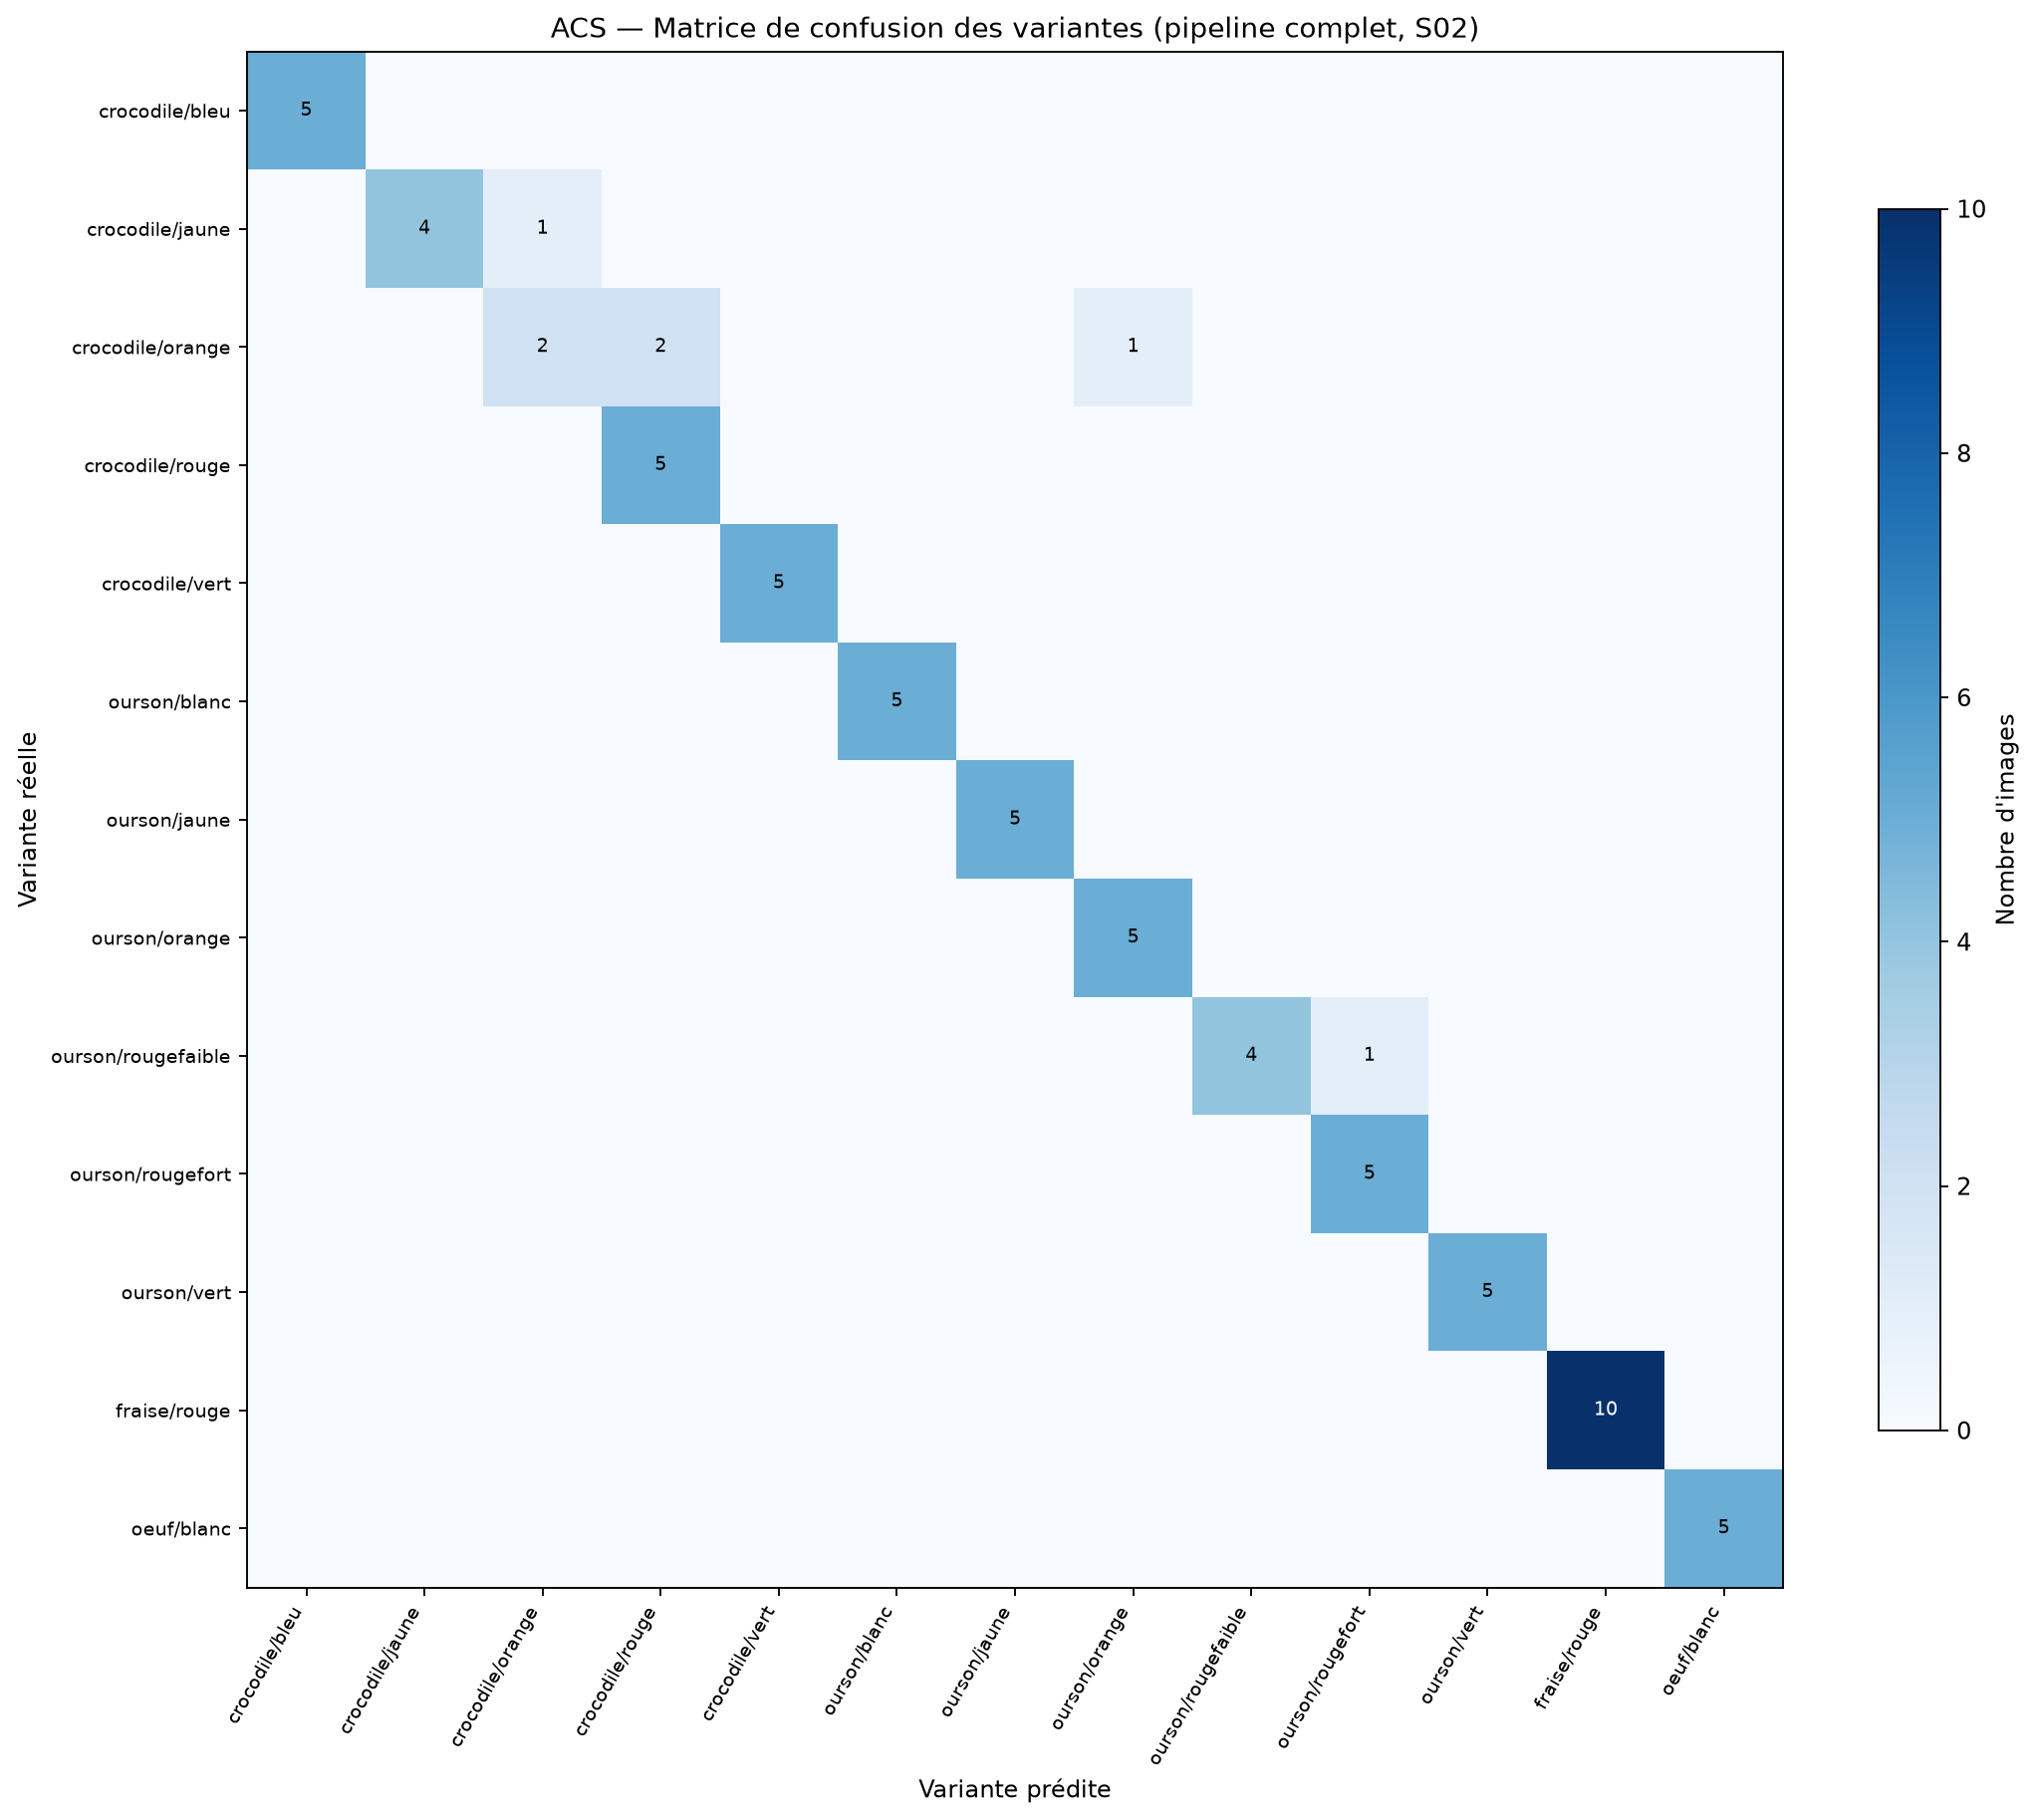 ACS — Matrice de confusion des variantes (pipeline complet, S02)
Variante réelle
crocodile/bleu
crocodile/jaune
crocodile/orange
crocodile/rouge
crocodile/vert
ourson/blanc
ourson/jaune
ourson/orange
ourson/rougefaible
ourson/rougefort
ourson/vert
fraise/rouge
oeuf/blanc
5
4 1
2 2 1
5
5
5
5
5
4 1
5
5
10
5
crocodile/bleu
crocodile/jaune
crocodile/orange
crocodile/rouge
crocodile/vert
ourson/blanc
ourson/jaune
ourson/orange
ourson/rougefaible
ourson/rougefort
ourson/vert
fraise/rouge
oeuf/blanc
Variante prédite
10
8
6
4
2
0
Nombre d'images